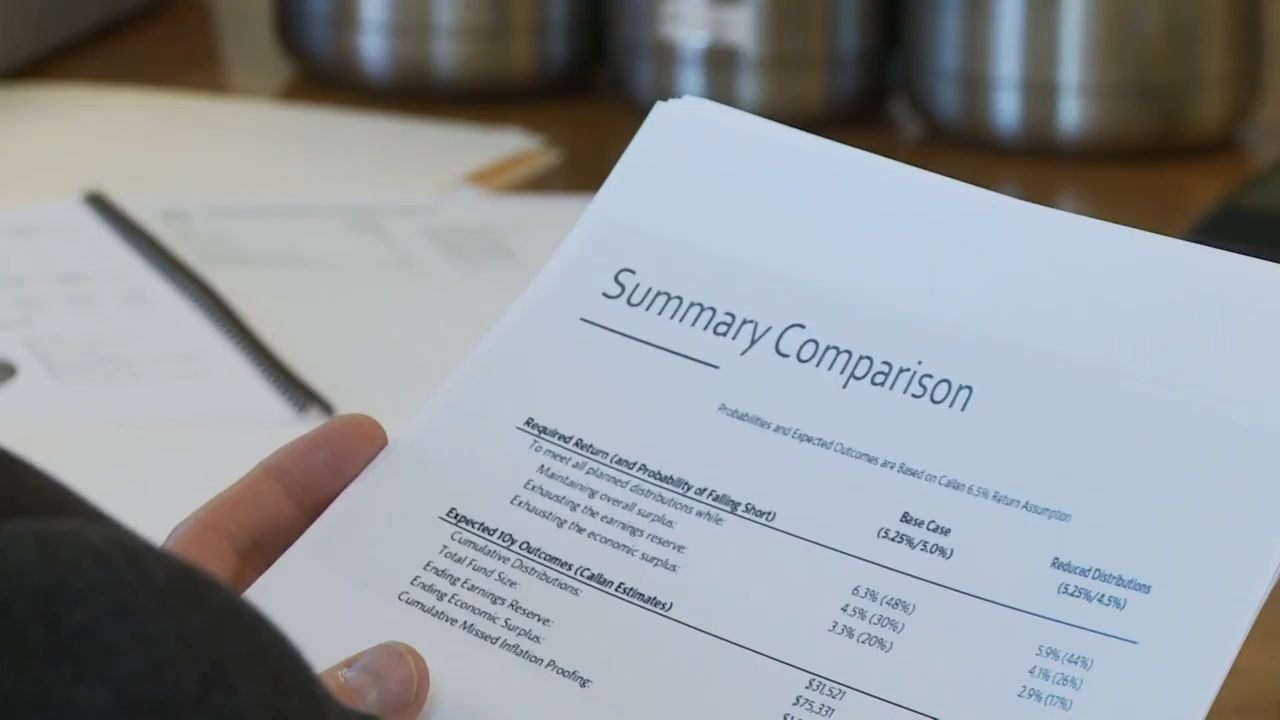 Summary Comparison
Probabilities and Expected Outcomes are Based on Callan 6.5% Return Assumption
Base Case
(5.25%/5.0%)
Reduced Distributions
(5.25%/4.5%)
Required Return (and Probability of Falling Short)
To meet all planned distributions while:
Maintaining overall surplus: 6.3% (48%) 5.9% (44%)
Exhausting the earnings reserve: 4.5% (30%) 4.1% (26%)
Exhausting the economic surplus: 3.3% (20%) 2.9% (17%)
Expected 10y Outcomes (Callan Estimates)
Cumulative Distributions: $31,521
Total Fund Size: $75,331
Ending Earnings Reserve:
Ending Economic Surplus:
Cumulative Missed Inflation Proofing: